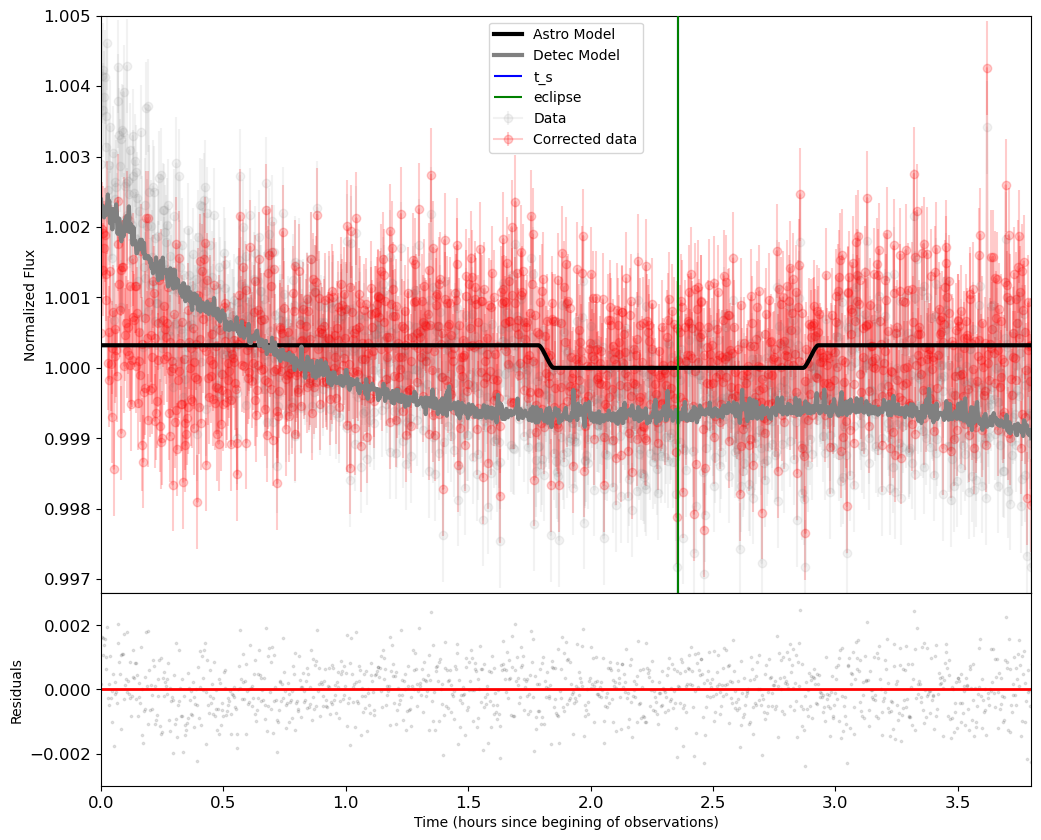 1.005
1.004
1.003
1.002
1.001
1.000
0.999
0.998
0.997
Normalized Flux
Astro Model
Detec Model
t_s
eclipse
Data
Corrected data
0.002
0.000
−0.002
Residuals
0.0 0.5 1.0 1.5 2.0 2.5 3.0 3.5
Time (hours since begining of observations)